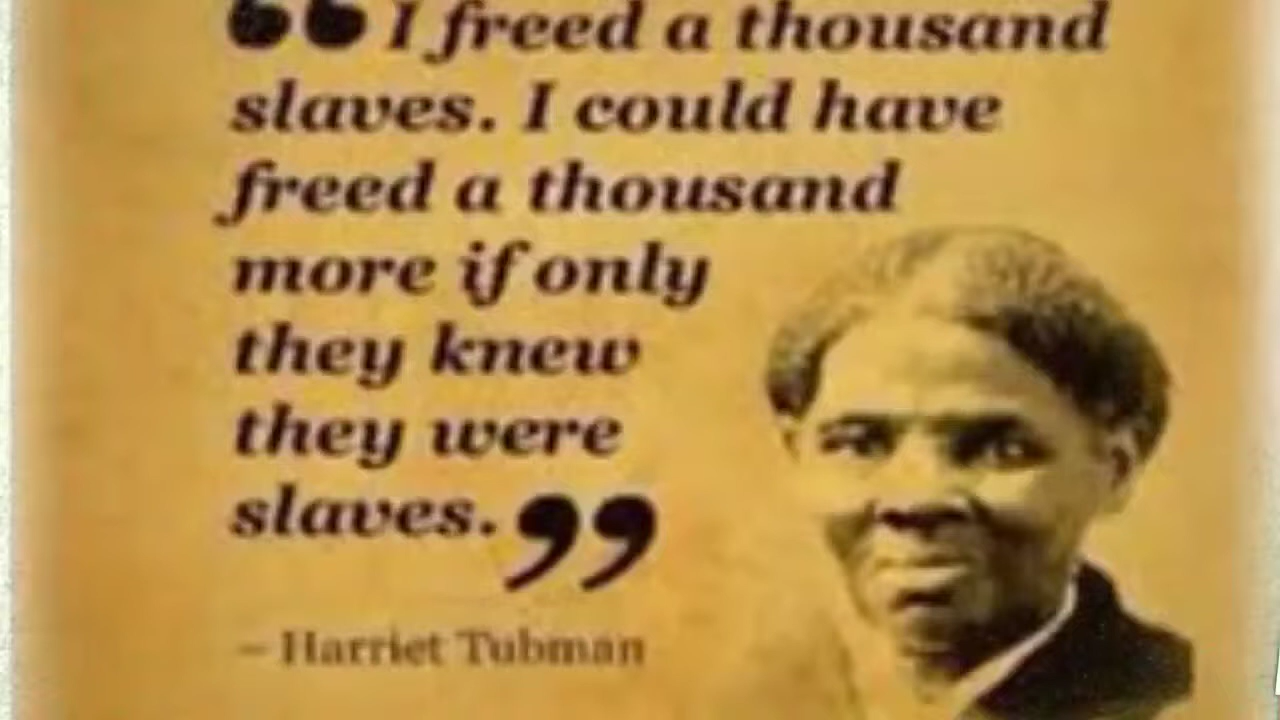 “I freed a thousand
slaves. I could have
freed a thousand
more if only
they knew
they were
slaves.”
– Harriet Tubman